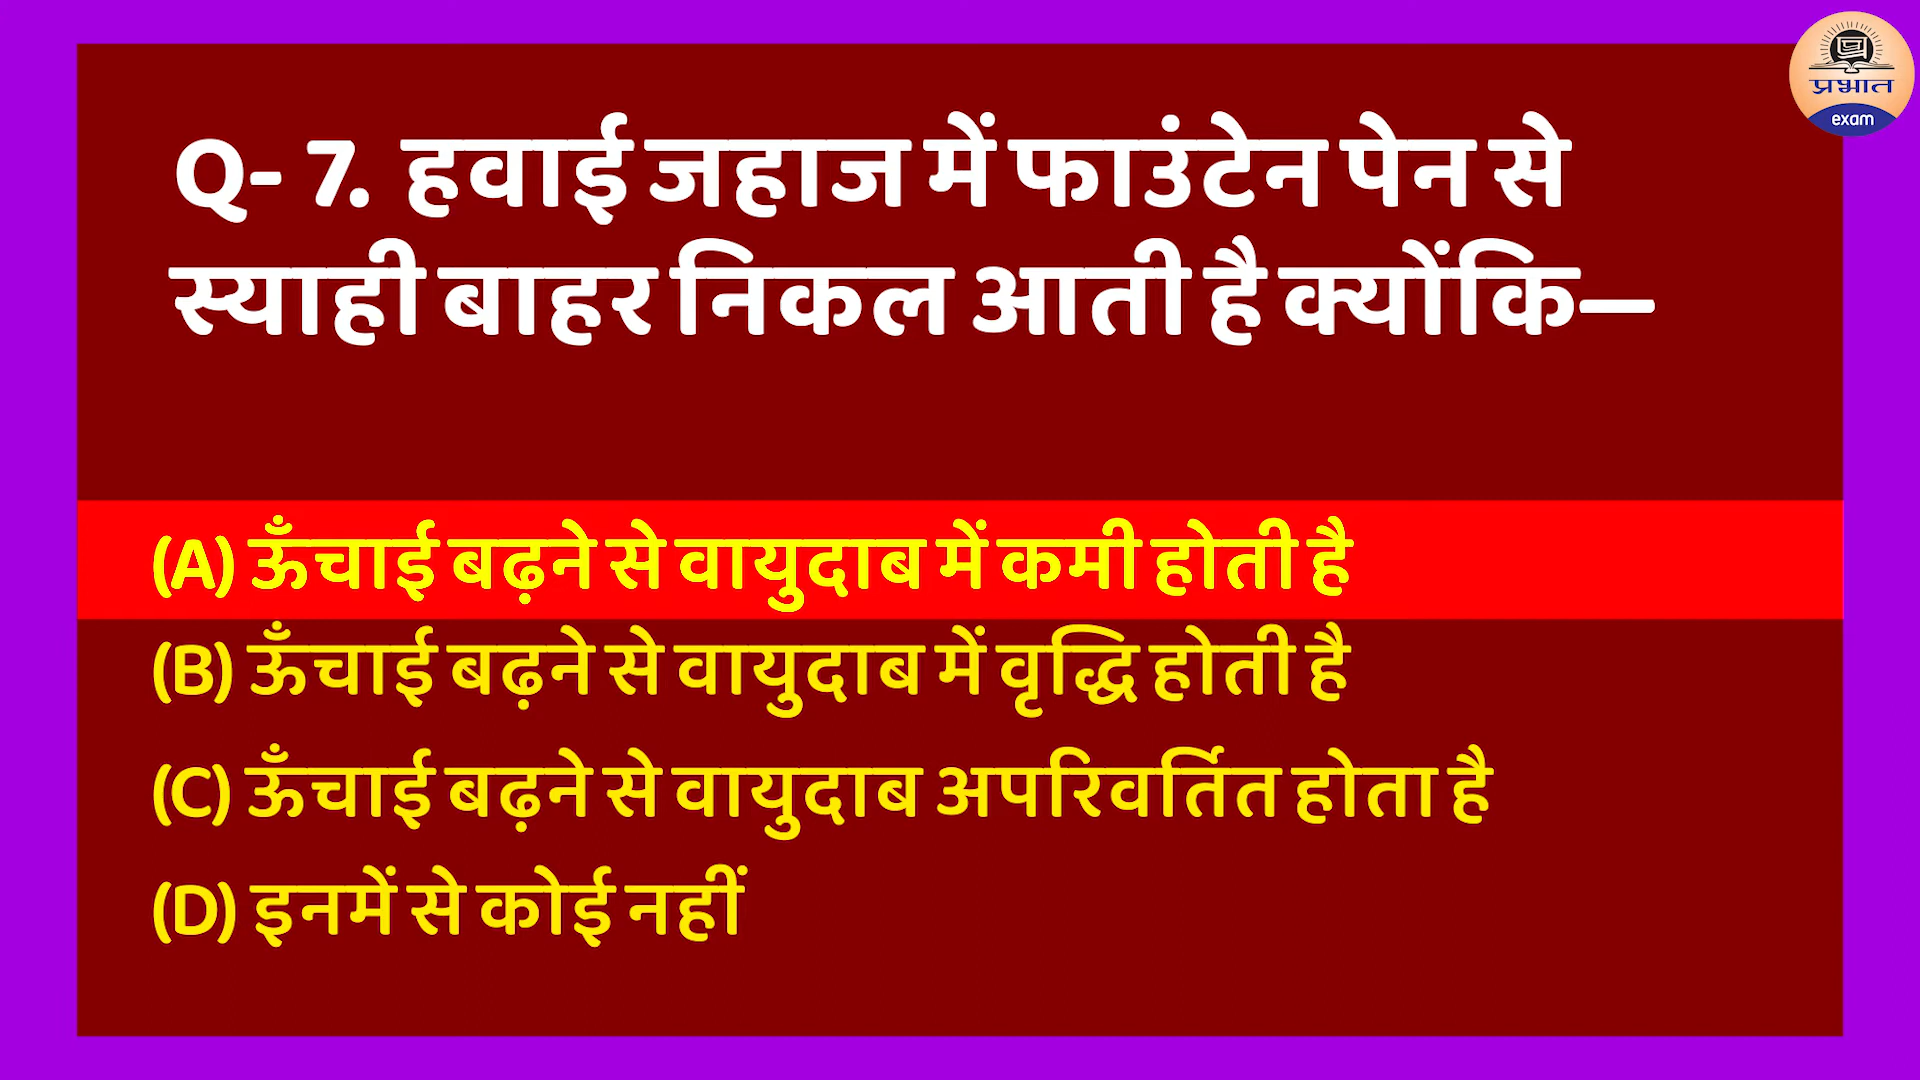 प्रभात
exam
Q- 7. हवाई जहाज में फाउंटेन पेन से
स्याही बाहर निकल आती है क्योंकि—
(A) ऊँचाई बढ़ने से वायुदाब में कमी होती है
(B) ऊँचाई बढ़ने से वायुदाब में वृद्धि होती है
(C) ऊँचाई बढ़ने से वायुदाब अपरिवर्तित होता है
(D) इनमें से कोई नहीं